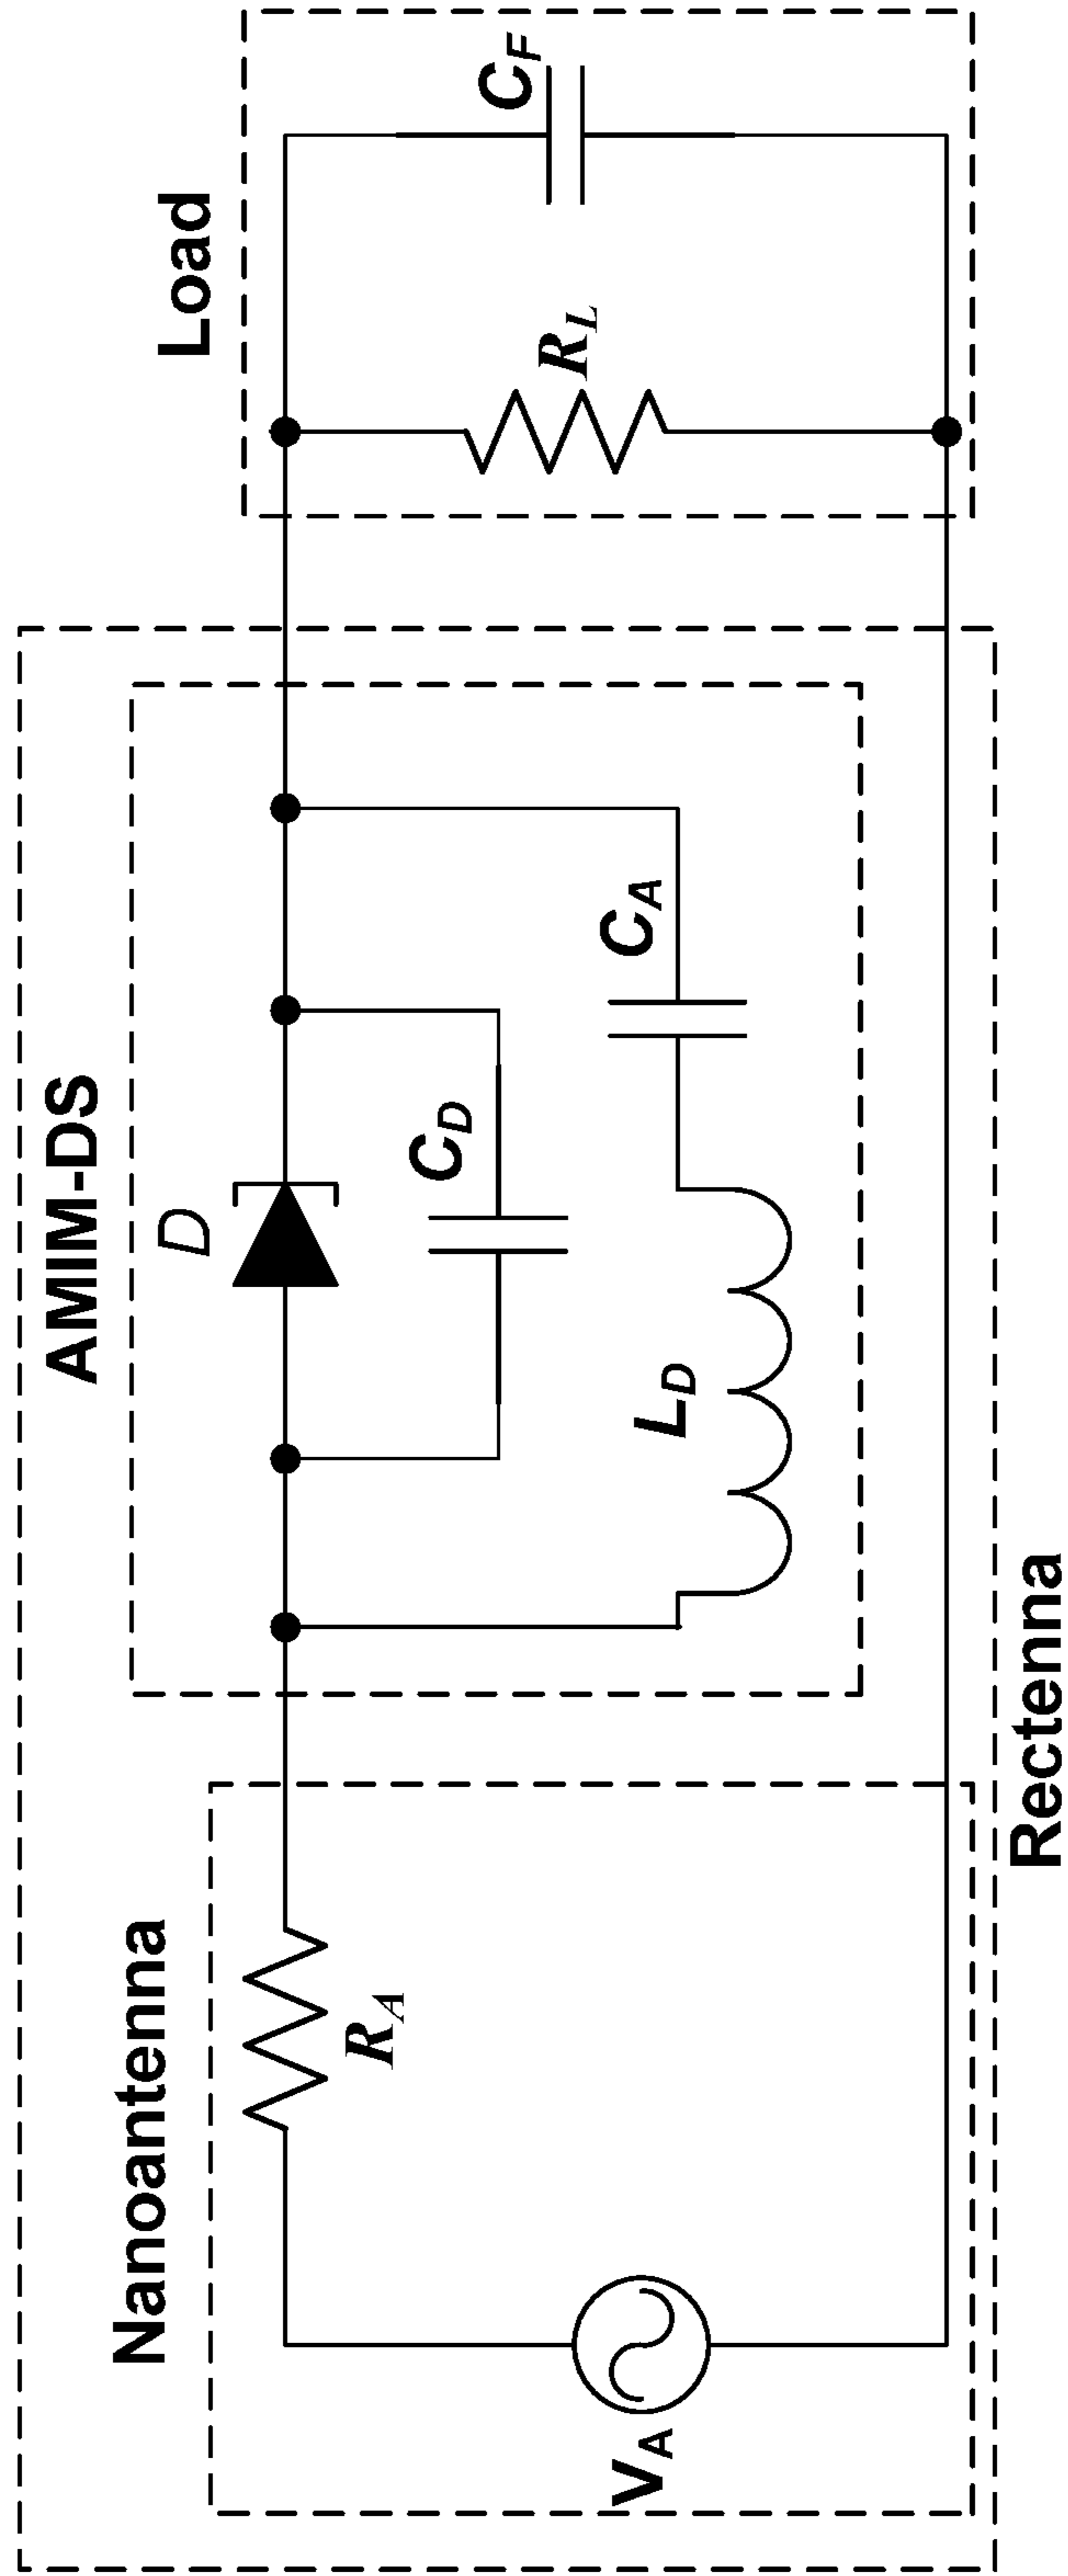 Nanoantenna
AMIM-DS
Load
D
C_D
L_D
C_A
R_A
V_A
R_L
C_F
Rectenna